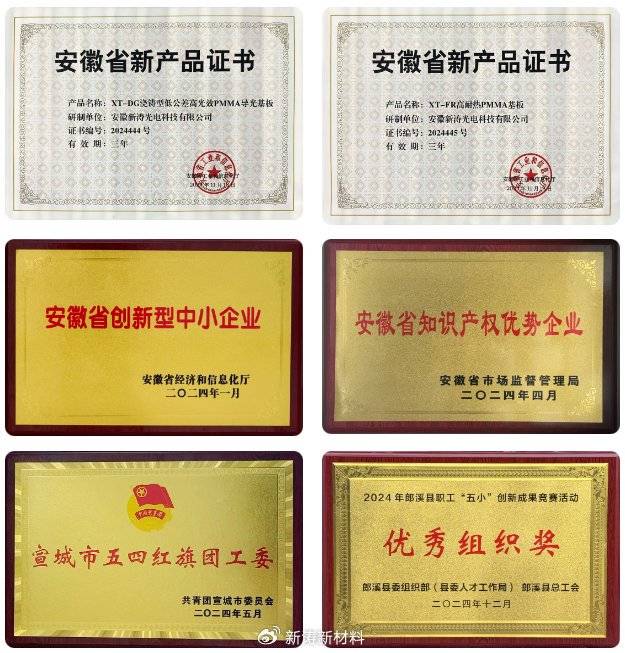 安徽省新产品证书
产品名称：XT-DG浇铸型低公差高光效PMMA导光基板
研制单位：安徽新涛光电科技有限公司
证书编号：2024444号
有效期：三年
安徽省新产品证书
产品名称：XT-FR高耐热PMMA基板
研制单位：安徽新涛光电科技有限公司
证书编号：2024445号
有效期：三年
安徽省创新型中小企业
安徽省经济和信息化厅
二〇二四年一月
安徽省知识产权优势企业
安徽省市场监督管理局
二〇二四年四月
宣城市五四红旗团工委
共青团宣城市委员会
二〇二四年五月
2024年郎溪县职工“五小”创新成果竞赛活动
优秀组织奖
郎溪县委组织部（县委人才工作局） 郎溪县总工会
二〇二四年十二月
新涛新材料